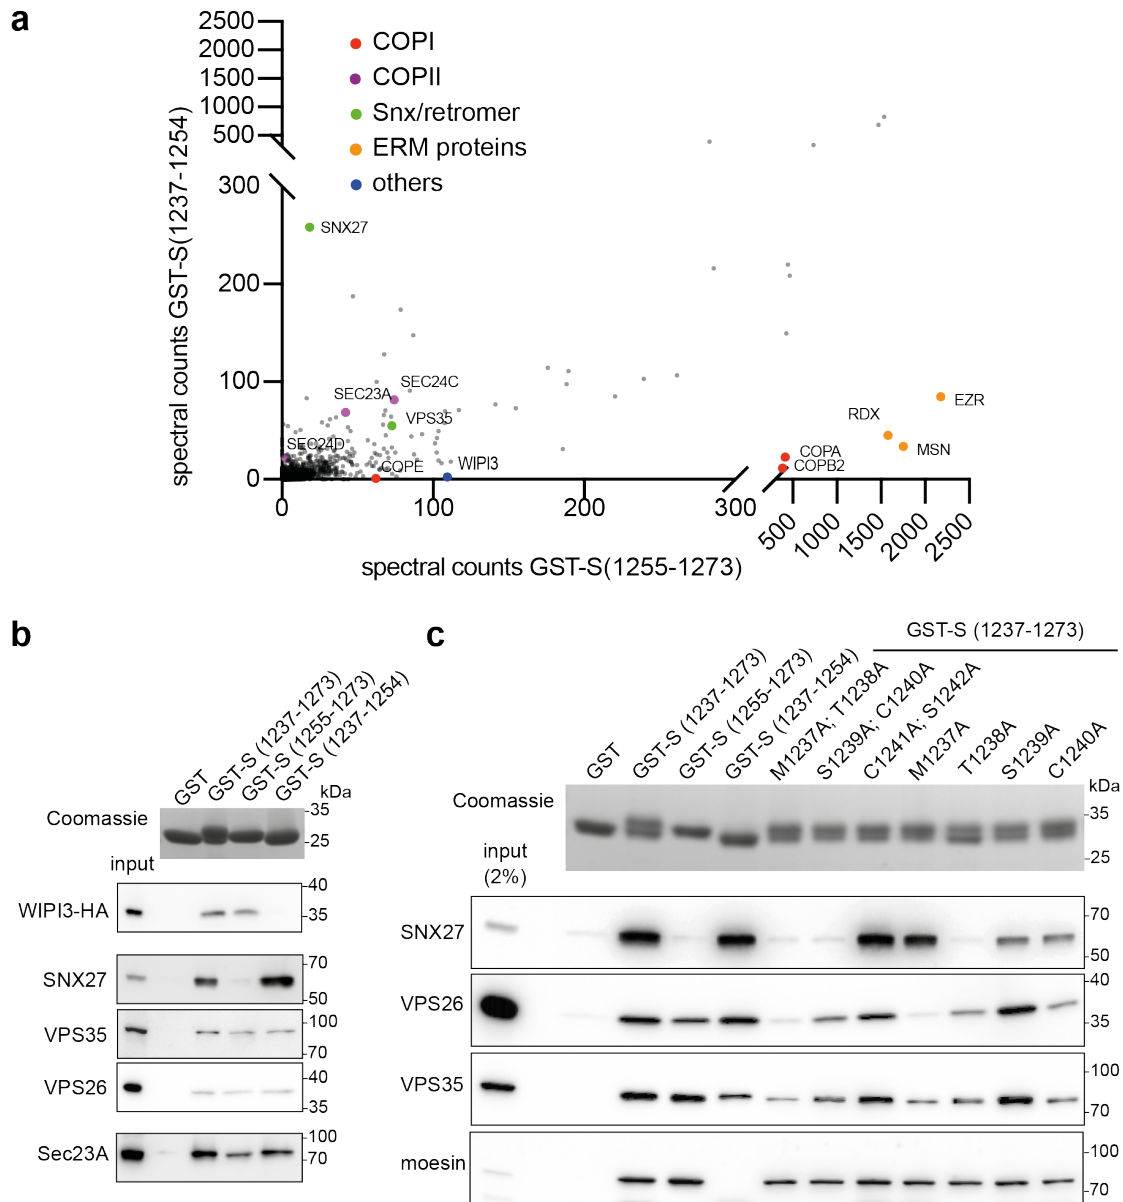 a
2500
2000
1500
1000
500
300
200
100
0
spectral counts GST-S(1237-1254)
COPI
COPII
Snx/retromer
ERM proteins
others
SNX27
SEC24C
SEC23A
VPS35
SEC24D
COPE
WIPI3
RDX
EZR
MSN
COPA
COPB2
0
100
200
300
500
1000
1500
2000
2500
spectral counts GST-S(1255-1273)
b
GST
GST-S (1237-1273)
GST-S (1255-1273)
GST-S (1237-1254)
kDa
Coomassie
-35
-25
input
WIPI3-HA
-40
-35
SNX27
-70
-50
VPS35
-100
-70
VPS26
-40
-35
Sec23A
-100
-70
c
GST-S (1237-1273)
GST
GST-S (1237-1273)
GST-S (1255-1273)
GST-S (1237-1254)
M1237A; T1238A
S1239A; C1240A
C1241A; S1242A
M1237A
T1238A
S1239A
C1240A
kDa
Coomassie
-35
-25
input
(2%)
SNX27
-70
-50
VPS26
-40
-35
VPS35
-100
-70
moesin
-100
-70